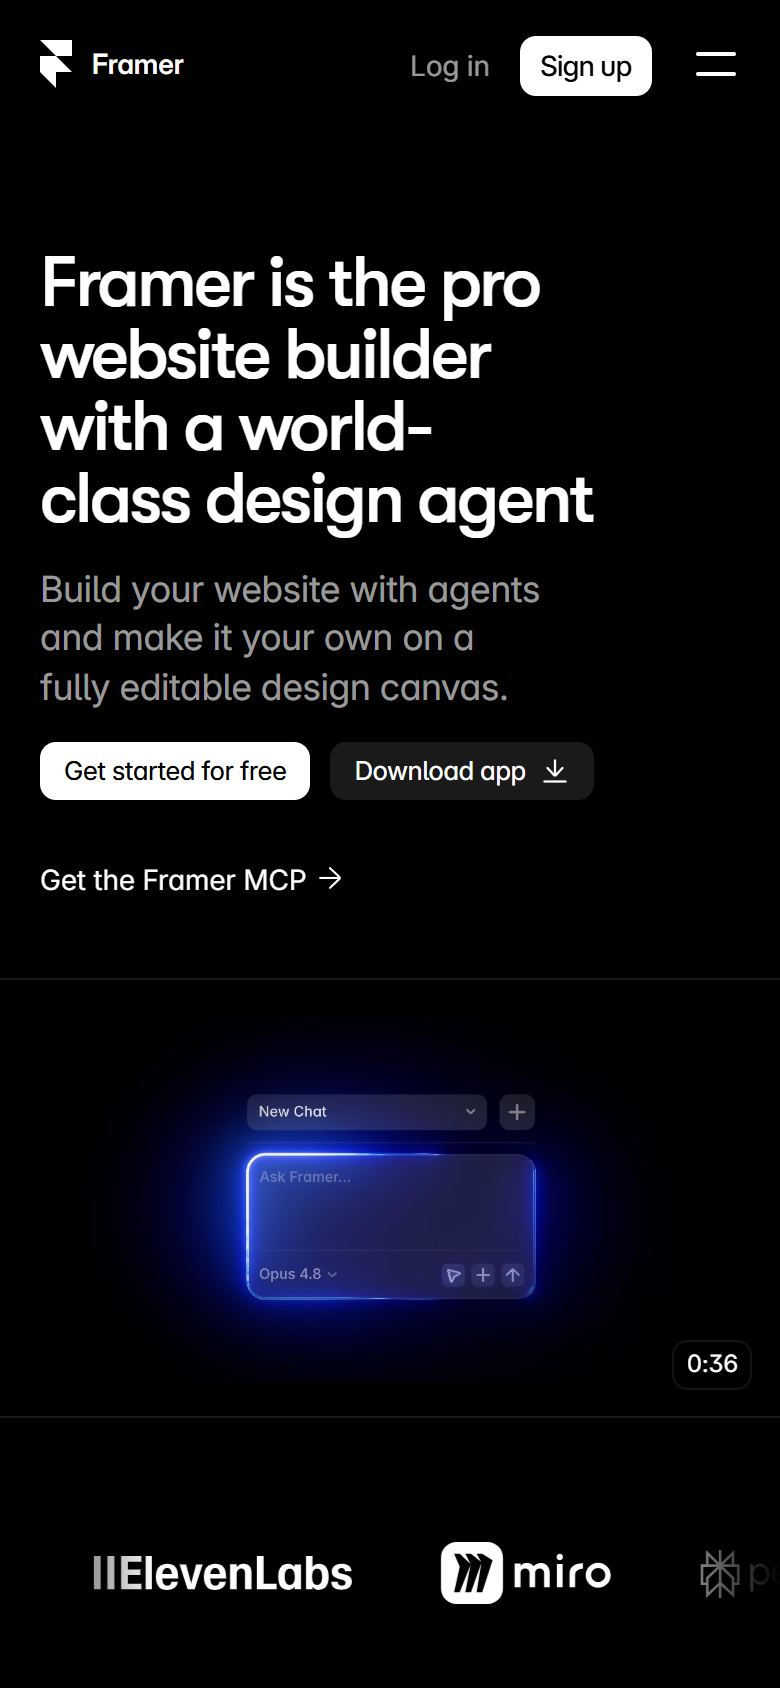 Framer
Log in
Sign up
Framer is the pro
website builder
with a world-
class design agent
Build your website with agents
and make it your own on a
fully editable design canvas.
Get started for free
Download app
Get the Framer MCP
New Chat
Ask Framer...
Opus 4.8
0:36
IIElevenLabs
miro